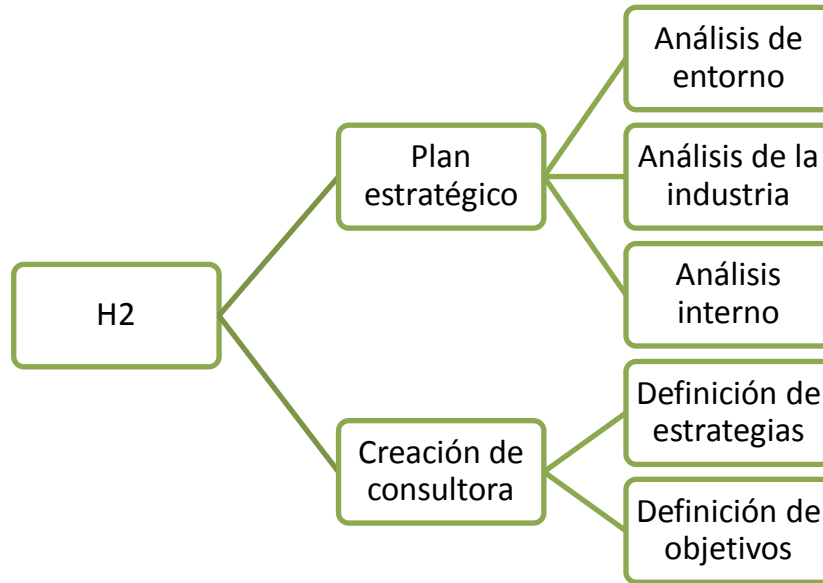 H2
Plan
estratégico
Análisis de
entorno
Análisis de la
industria
Análisis
interno
Creación de
consultora
Definición de
estrategias
Definición de
objetivos